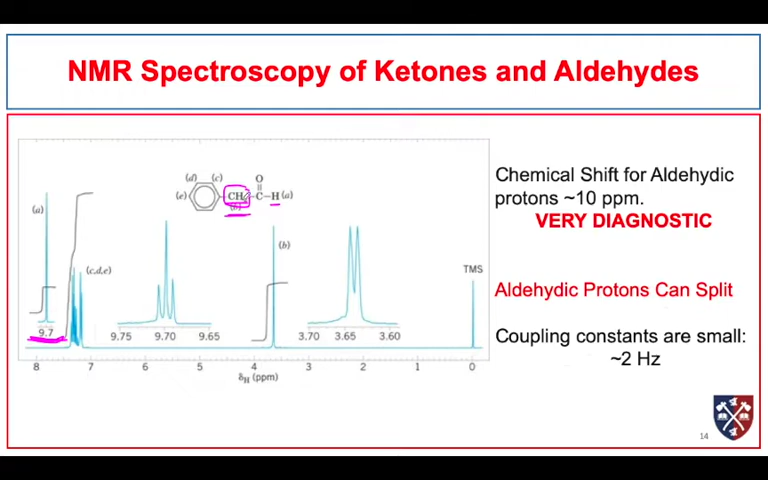 NMR Spectroscopy of Ketones and Aldehydes
(d) (c) O
(e) CH2 C H (a)
(b)
(a)
(c,d,e)
(b)
TMS
9.7
9.75 9.70 9.65
3.70 3.65 3.60
8 7 6 5 4 3 2 1 0
δH (ppm)
Chemical Shift for Aldehydic
protons ~10 ppm.
VERY DIAGNOSTIC
Aldehydic Protons Can Split
Coupling constants are small:
~2 Hz
14